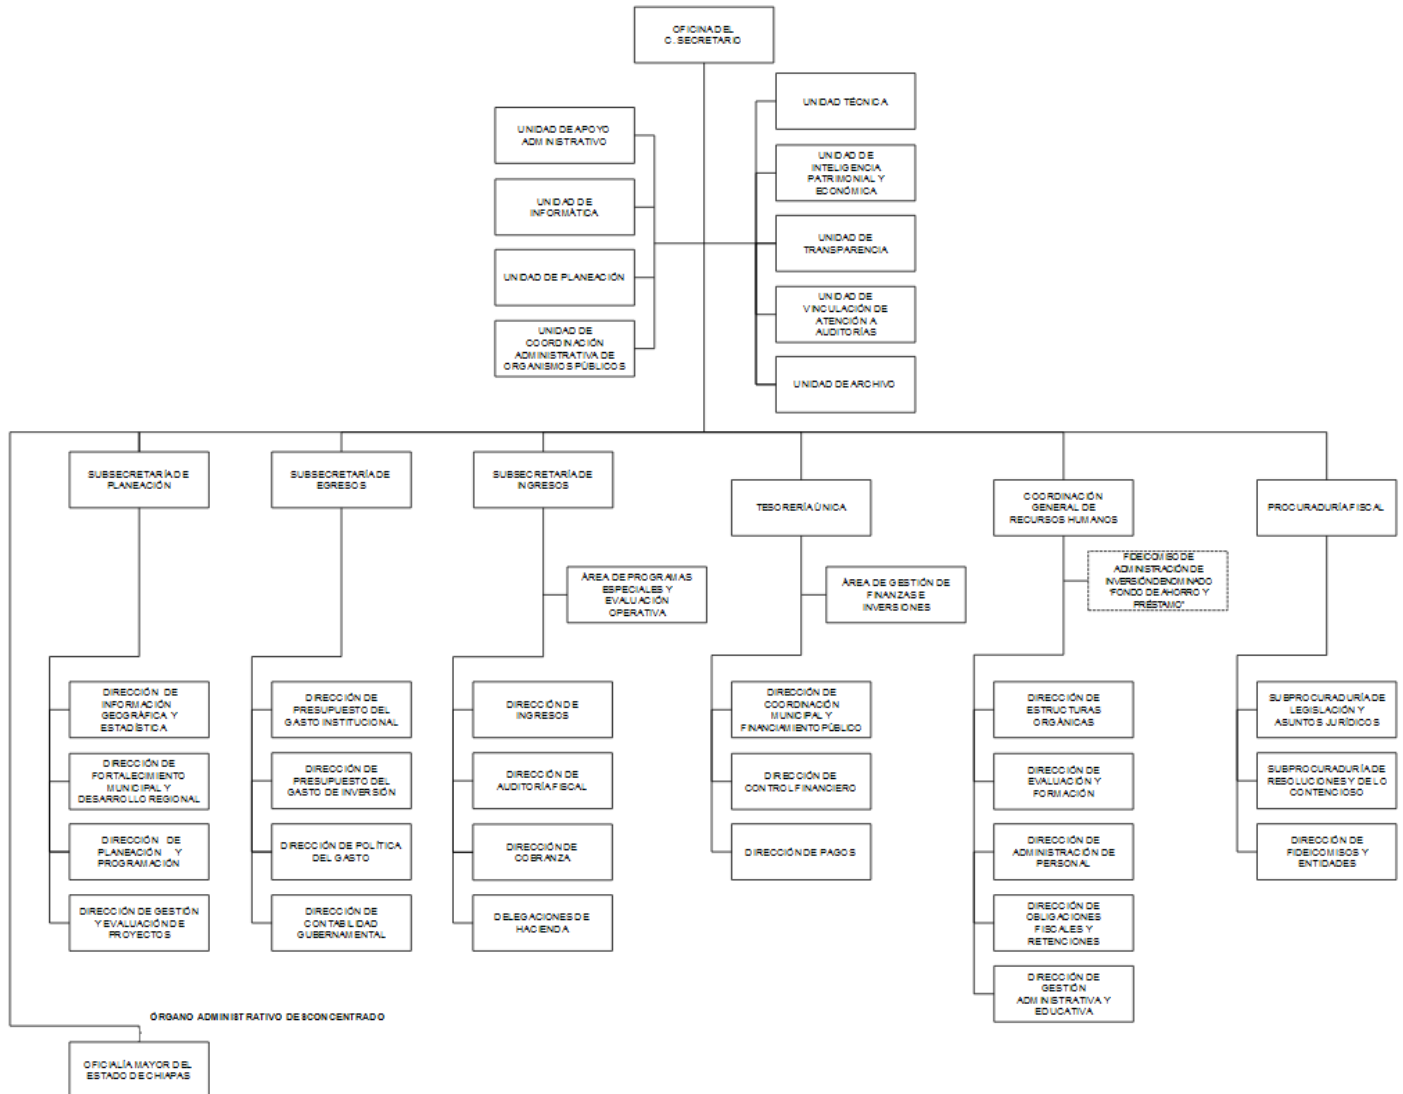 OFICINA DEL
C. SECRETARIO
UNIDAD TÉCNICA
UNIDAD DE APOYO
ADMINISTRATIVO
UNIDAD DE
INTELIGENCIA
PATRIMONIAL Y
ECONÓMICA
UNIDAD DE
INFORMÁTICA
UNIDAD DE
TRANSPARENCIA
UNIDAD DE PLANEACIÓN
UNIDAD DE
VINCULACIÓN DE
ATENCIÓN A
AUDITORÍAS
UNIDAD DE
COORDINACIÓN
ADMINISTRATIVA DE
ORGANISMOS PÚBLICOS
UNIDAD DE ARCHIVO
SUBSECRETARÍA DE
PLANEACIÓN
SUBSECRETARÍA DE
EGRESOS
SUBSECRETARÍA DE
INGRESOS
TESORERÍA ÚNICA
COORDINACIÓN
GENERAL DE
RECURSOS HUMANOS
PROCURADURÍA FISCAL
ÁREA DE PROGRAMAS
ESPECIALES Y
EVALUACIÓN
OPERATIVA
ÁREA DE GESTIÓN DE
FINANZAS E
INVERSIONES
FIDEICOMISO DE
ADMINISTRACIÓN DE
INVERSIÓN DENOMINADO
"FONDO DE AHORRO Y
PRÉSTAMO"
DIRECCIÓN DE
INFORMACIÓN
GEOGRÁFICA Y
ESTADÍSTICA
DIRECCIÓN DE
FORTALECIMIENTO
MUNICIPAL Y
DESARROLLO REGIONAL
DIRECCIÓN DE
PLANEACIÓN Y
PROGRAMACIÓN
DIRECCIÓN DE GESTIÓN
Y EVALUACIÓN DE
PROYECTOS
DIRECCIÓN DE
PRESUPUESTO DEL
GASTO INSTITUCIONAL
DIRECCIÓN DE
PRESUPUESTO DEL
GASTO DE INVERSIÓN
DIRECCIÓN DE POLÍTICA
DEL GASTO
DIRECCIÓN DE
CONTABILIDAD
GUBERNAMENTAL
DIRECCIÓN DE
INGRESOS
DIRECCIÓN DE
AUDITORÍA FISCAL
DIRECCIÓN DE
COBRANZA
DELEGACIONES DE
HACIENDA
DIRECCIÓN DE
COORDINACIÓN
MUNICIPAL Y
FINANCIAMIENTO PÚBLICO
DIRECCIÓN DE
CONTROL FINANCIERO
DIRECCIÓN DE PAGOS
DIRECCIÓN DE
ESTRUCTURAS
ORGÁNICAS
DIRECCIÓN DE
EVALUACIÓN Y
FORMACIÓN
DIRECCIÓN DE
ADMINISTRACIÓN DE
PERSONAL
DIRECCIÓN DE
OBLIGACIONES
FISCALES Y
RETENCIONES
DIRECCIÓN DE
GESTIÓN
ADMINISTRATIVA Y
EDUCATIVA
SUBPROCURADURÍA DE
LEGISLACIÓN Y
ASUNTOS JURÍDICOS
SUBPROCURADURÍA DE
RESOLUCIONES Y DE LO
CONTENCIOSO
DIRECCIÓN DE
FIDEICOMISOS Y
ENTIDADES
ÓRGANO ADMINISTRATIVO DESCONCENTRADO
OFICIALÍA MAYOR DEL
ESTADO DE CHIAPAS